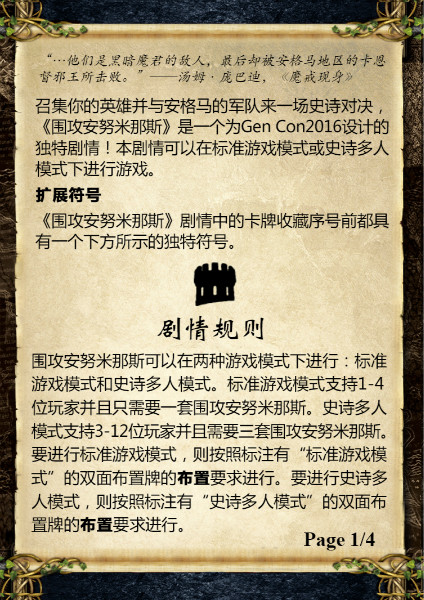 “…他们是黑暗魔君的敌人，最后却被安格马地区的卡恩
督邪王所击败。”——汤姆·庞巴迪，《魔戒现身》
召集你的英雄并与安格马的军队来一场史诗对决，
《围攻安努米那斯》是一个为Gen Con2016设计的
独特剧情！本剧情可以在标准游戏模式或史诗多人
模式下进行游戏。
扩展符号
《围攻安努米那斯》剧情中的卡牌收藏序号前都具
有一个下方所示的独特符号。
剧情规则
围攻安努米那斯可以在两种游戏模式下进行：标准
游戏模式和史诗多人模式。标准游戏模式支持1-4
位玩家并且只需要一套围攻安努米那斯。史诗多人
模式支持3-12位玩家并且需要三套围攻安努米那斯。
要进行标准游戏模式，则按照标注有“标准游戏模
式”的双面布置牌的布置要求进行。要进行史诗多
人模式，则按照标注有“史诗多人模式”的双面布
置牌的布置要求进行。
Page 1/4